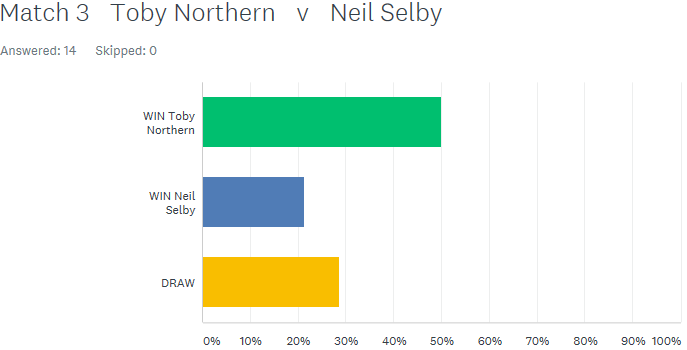 Match 3 Toby Northern v Neil Selby
Answered: 14 Skipped: 0
WIN Toby
Northern
WIN Neil
Selby
DRAW
0% 10% 20% 30% 40% 50% 60% 70% 80% 90% 100%